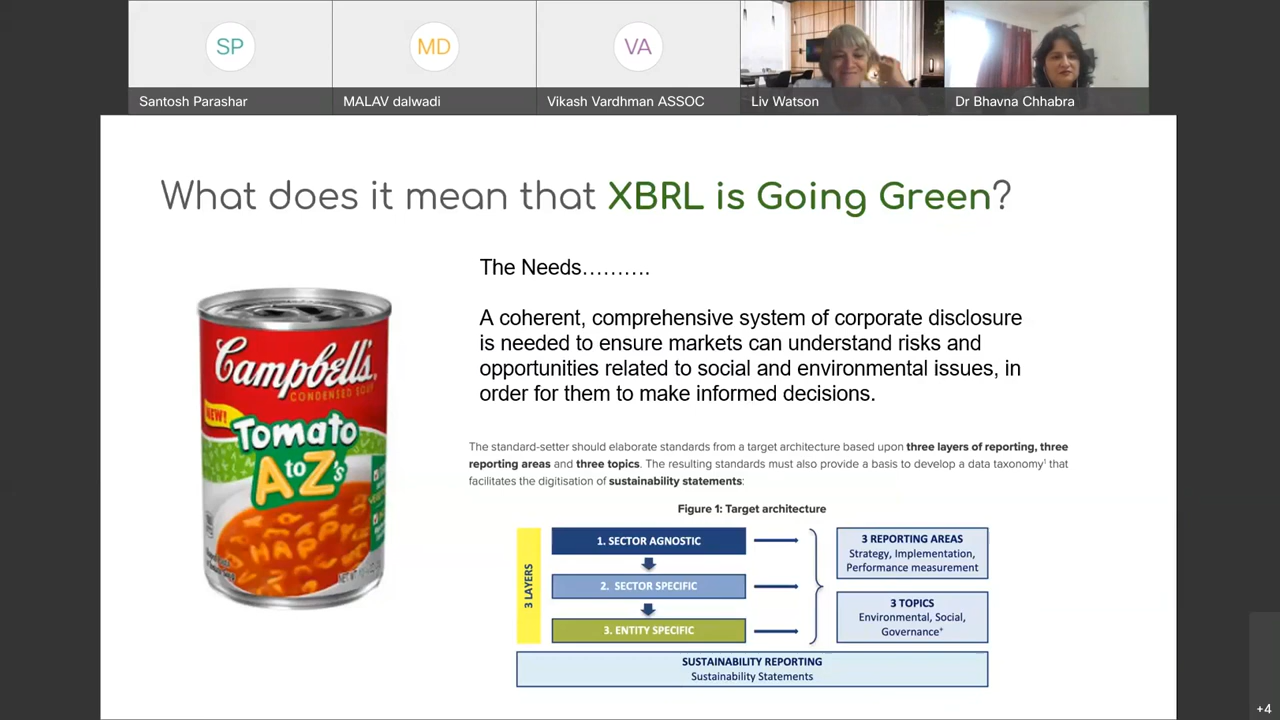 SP
MD
VA
Santosh Parashar
MALAV dalwadi
Vikash Vardhman ASSOC
Liv Watson
Dr Bhavna Chhabra
What does it mean that XBRL is Going Green?
Campbell's.
CONDENSED SOUP
NEW!
Tomato
A to Z's
HAPPY
The Needs..........
A coherent, comprehensive system of corporate disclosure
is needed to ensure markets can understand risks and
opportunities related to social and environmental issues, in
order for them to make informed decisions.
The standard-setter should elaborate standards from a target architecture based upon three layers of reporting, three
reporting areas and three topics. The resulting standards must also provide a basis to develop a data taxonomy¹ that
facilitates the digitisation of sustainability statements:
Figure 1: Target architecture
3 LAYERS
1. SECTOR AGNOSTIC
2. SECTOR SPECIFIC
3. ENTITY SPECIFIC
3 REPORTING AREAS
Strategy, Implementation,
Performance measurement
3 TOPICS
Environmental, Social,
Governance⁺
SUSTAINABILITY REPORTING
Sustainability Statements
+4